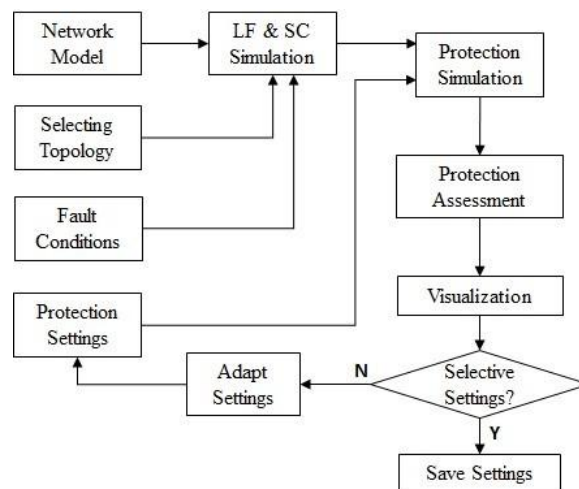 Network
Model
LF & SC
Simulation
Protection
Simulation
Selecting
Topology
Protection
Assessment
Fault
Conditions
Visualization
Protection
Settings
Adapt
Settings
N
Selective
Settings?
Y
Save Settings